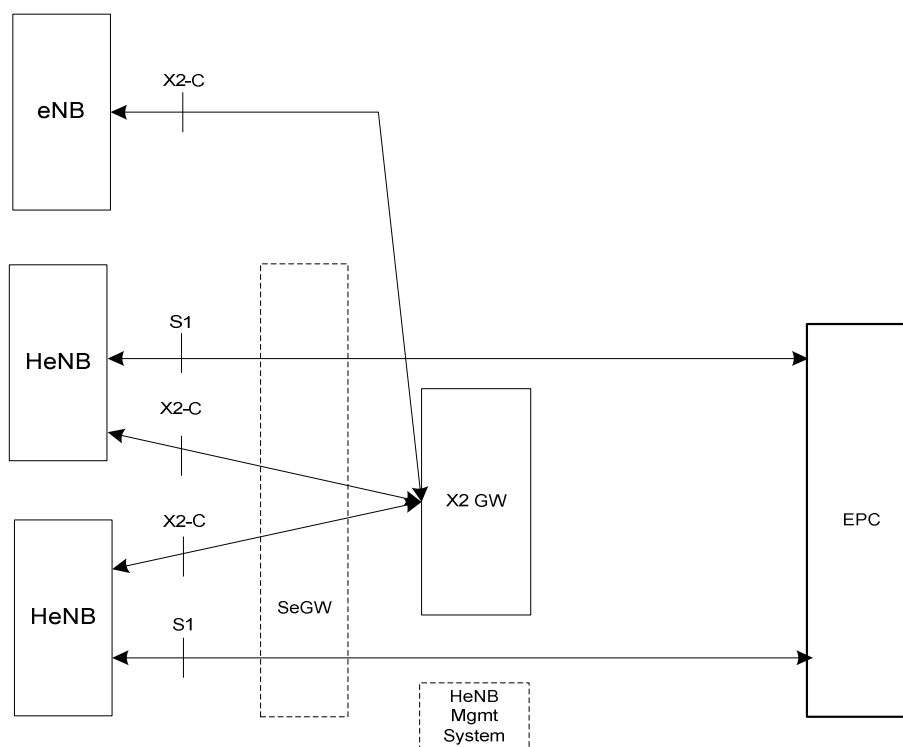 X2-C
eNB
S1
HeNB
X2-C
X2 GW
X2-C
EPC
SeGW
HeNB
S1
HeNB
Mgmt
System